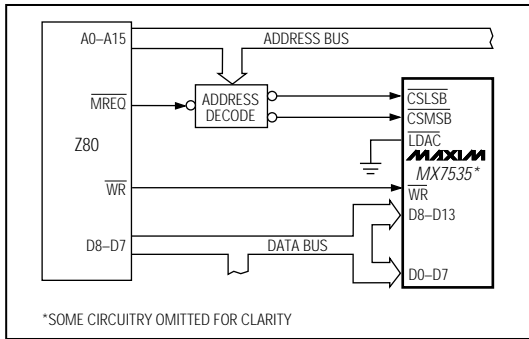 A0–A15
ADDRESS BUS
MREQ
ADDRESS
DECODE
CSLSB
CSMSB
LDAC
Z80
MAXIM
MX7535*
WR
WR
D8–D13
D8–D7
DATA BUS
D0–D7
*SOME CIRCUITRY OMITTED FOR CLARITY